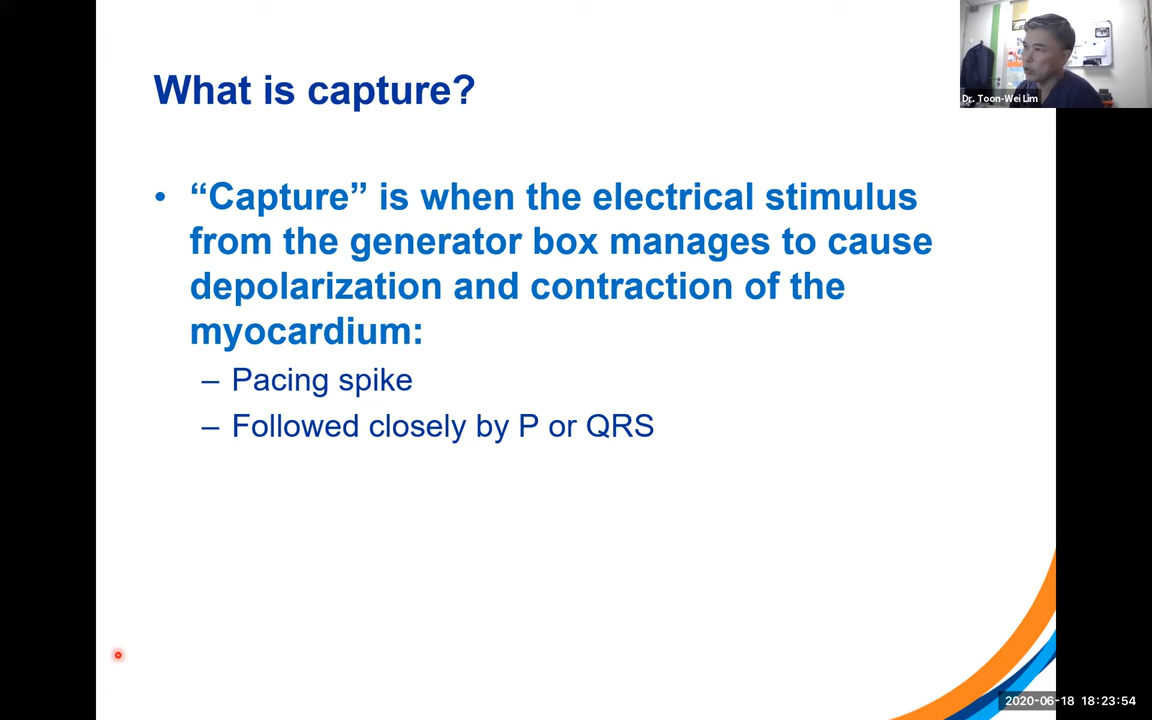 What is capture?
• “Capture” is when the electrical stimulus
from the generator box manages to cause
depolarization and contraction of the
myocardium:
– Pacing spike
– Followed closely by P or QRS
Dr. Toon-Wei Lim
2020-06-18 18:23:54